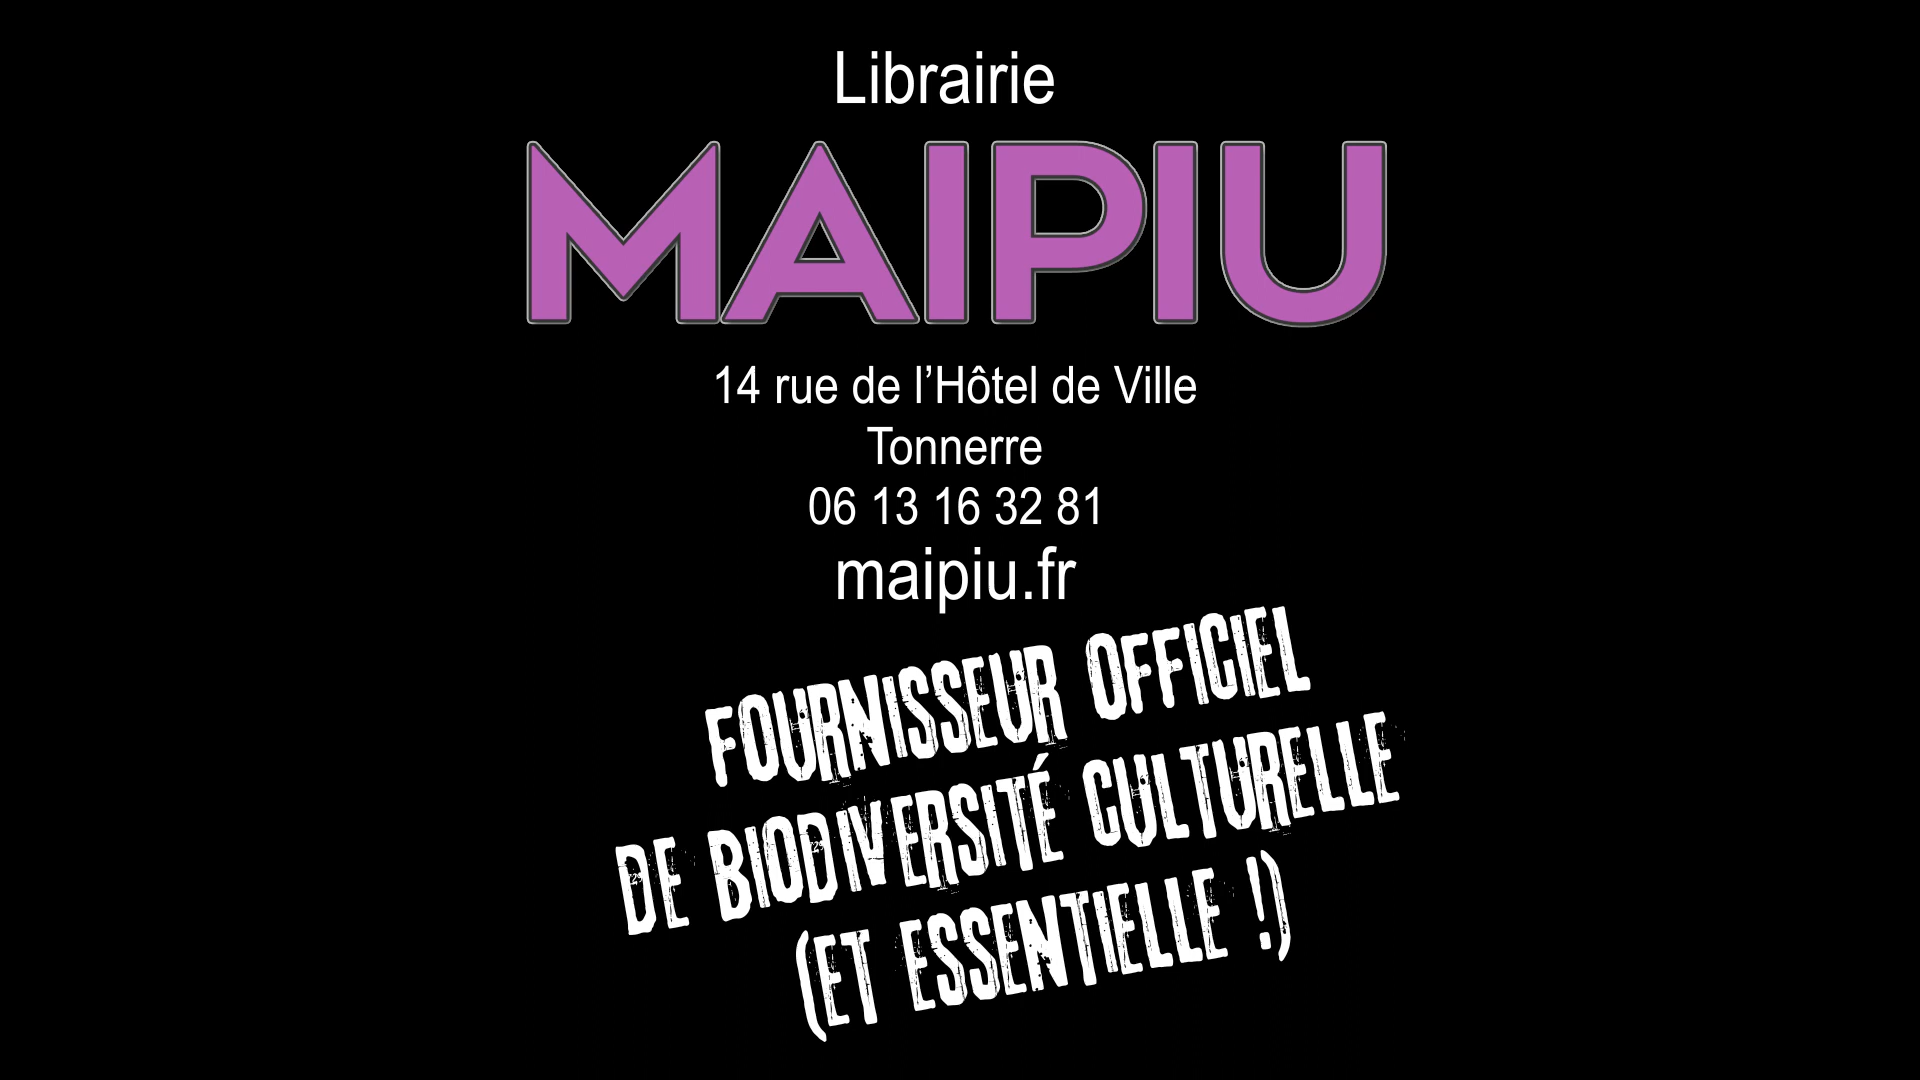 Librairie
MAIPIU
14 rue de l’Hôtel de Ville
Tonnerre
06 13 16 32 81
maipiu.fr
FOURNISSEUR OFFICIEL
DE BIODIVERSITÉ CULTURELLE
(ET ESSENTIELLE !)